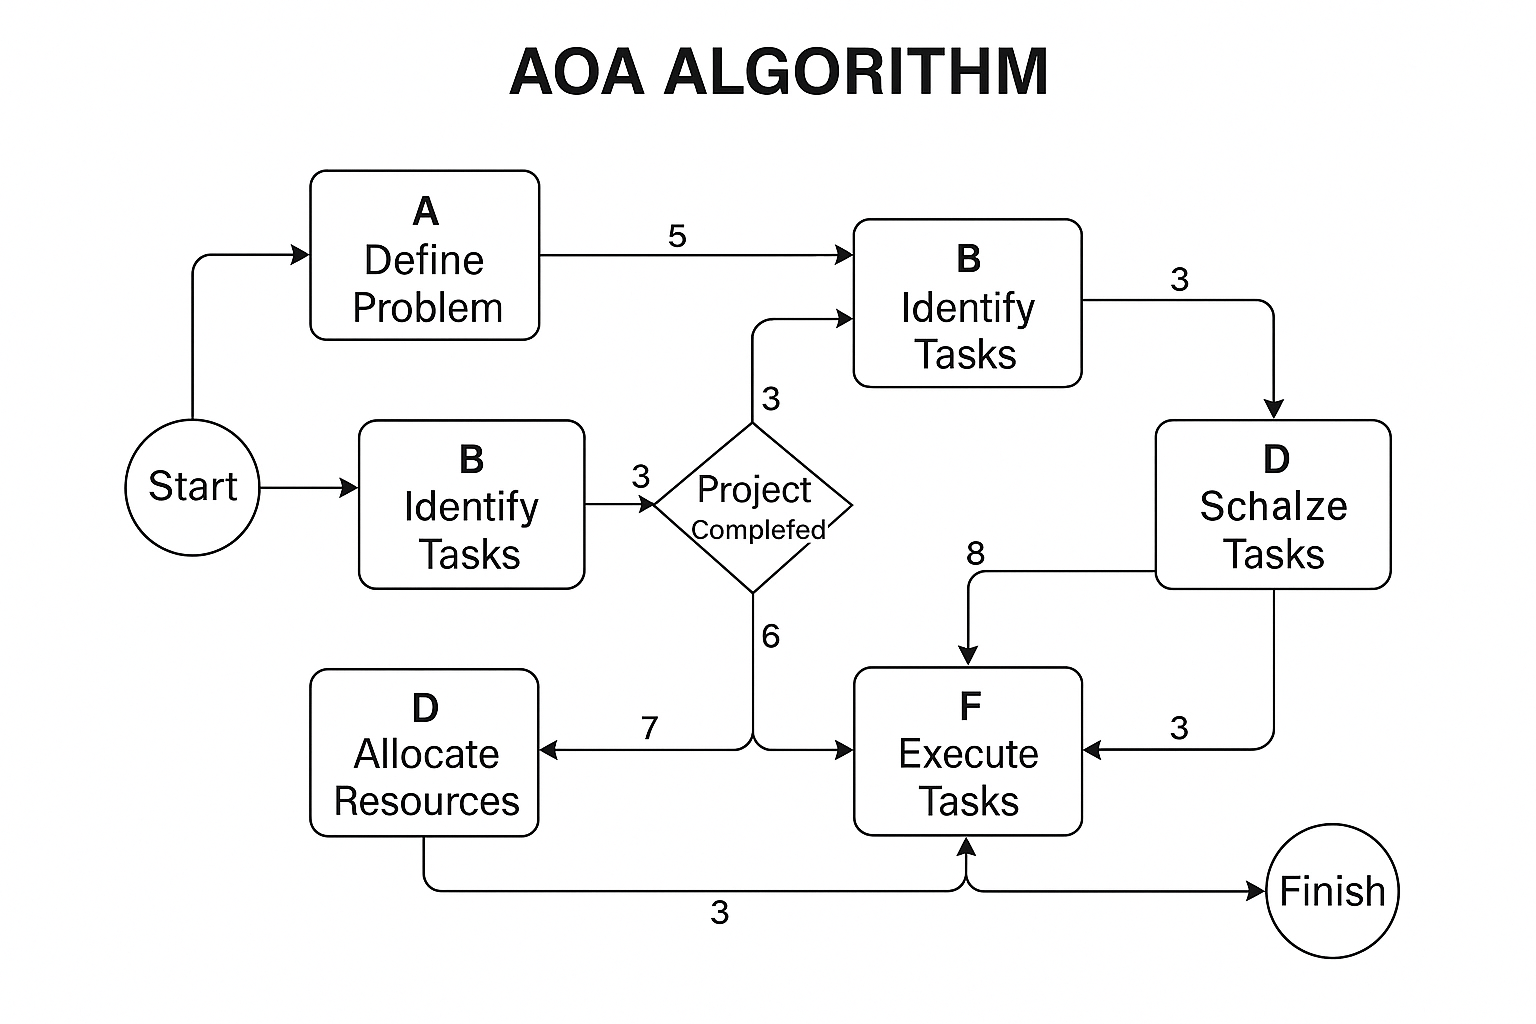 AOA ALGORITHM
A
Define
Problem
5
B
Identify
Tasks
3
3
Start
B
Identify
Tasks
3
Project
Complefed
D
Schalze
Tasks
8
6
D
Allocate
Resources
7
F
Execute
Tasks
3
3
Finish